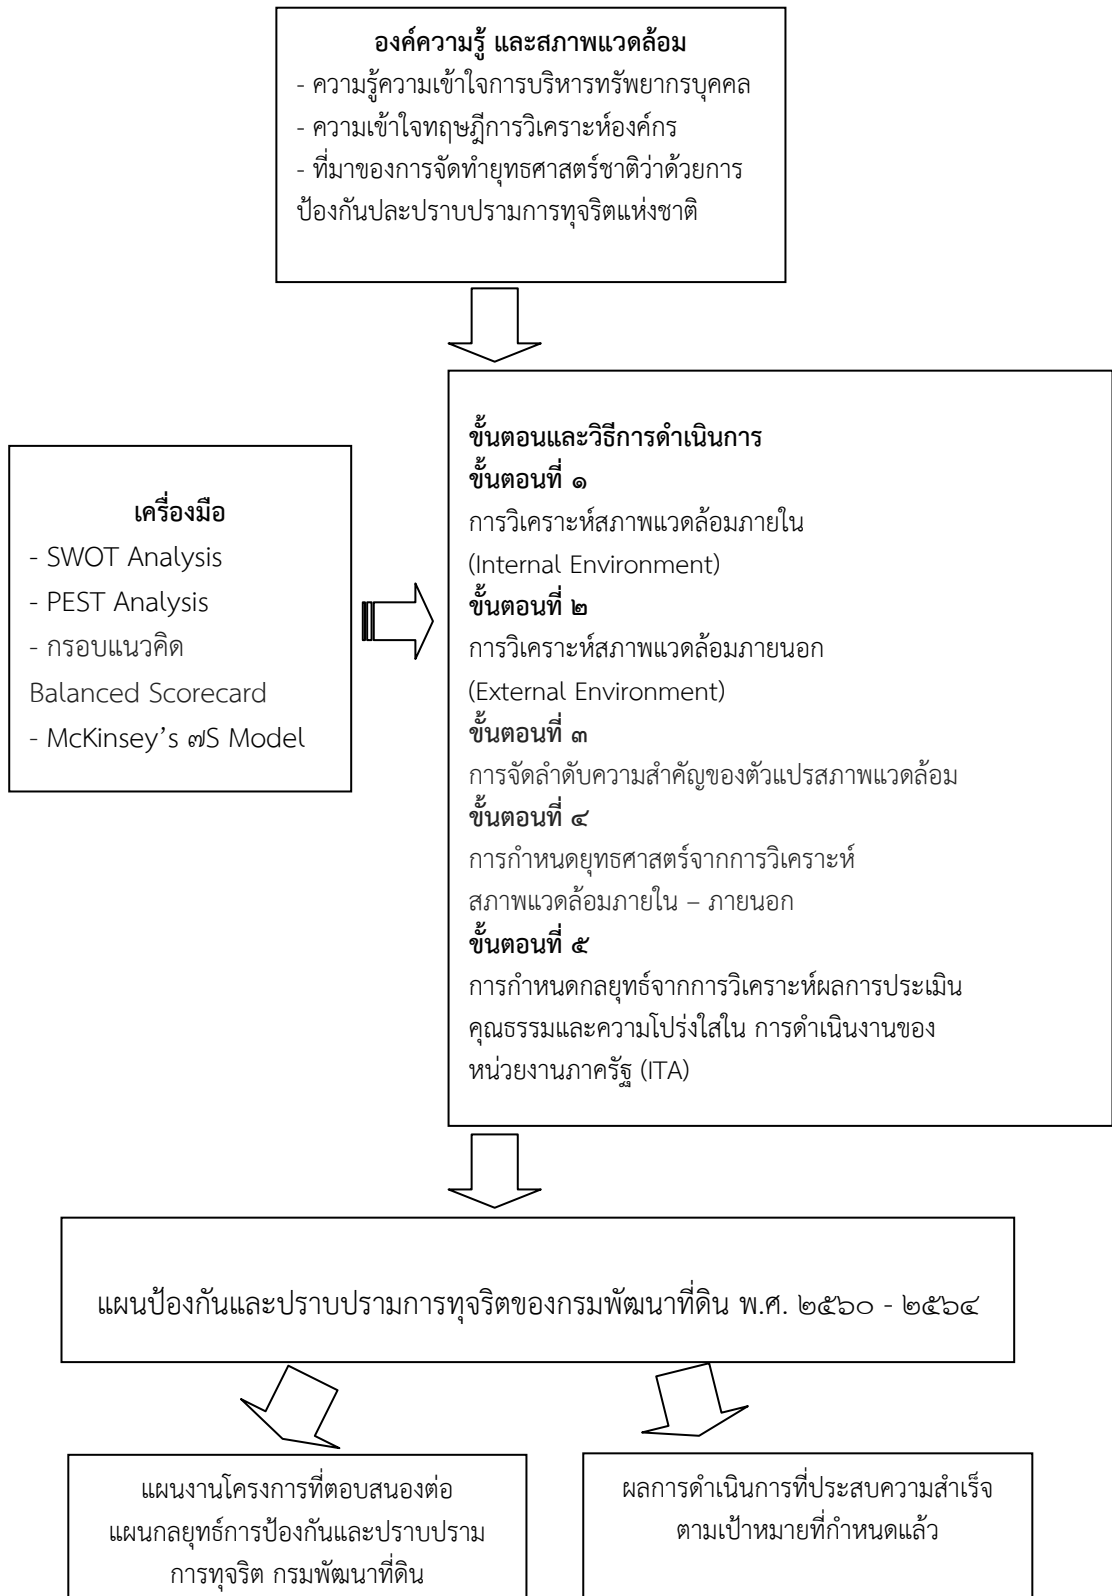 องค์ความรู้ และสภาพแวดล้อม
- ความรู้ความเข้าใจการบริหารทรัพยากรบุคคล
- ความเข้าใจทฤษฎีการวิเคราะห์องค์กร
- ที่มาของการจัดทำยุทธศาสตร์ชาติว่าด้วยการ
ป้องกันปละปราบปรามการทุจริตแห่งชาติ
เครื่องมือ
- SWOT Analysis
- PEST Analysis
- กรอบแนวคิด
Balanced Scorecard
- McKinsey’s ๗S Model
ขั้นตอนและวิธีการดำเนินการ
ขั้นตอนที่ ๑
การวิเคราะห์สภาพแวดล้อมภายใน
(Internal Environment)
ขั้นตอนที่ ๒
การวิเคราะห์สภาพแวดล้อมภายนอก
(External Environment)
ขั้นตอนที่ ๓
การจัดลำดับความสำคัญของตัวแปรสภาพแวดล้อม
ขั้นตอนที่ ๔
การกำหนดยุทธศาสตร์จากการวิเคราะห์
สภาพแวดล้อมภายใน – ภายนอก
ขั้นตอนที่ ๕
การกำหนดกลยุทธ์จากการวิเคราะห์ผลการประเมิน
คุณธรรมและความโปร่งใสใน การดำเนินงานของ
หน่วยงานภาครัฐ (ITA)
แผนป้องกันและปราบปรามการทุจริตของกรมพัฒนาที่ดิน พ.ศ. ๒๕๖๐ - ๒๕๖๔
แผนงานโครงการที่ตอบสนองต่อ
แผนกลยุทธ์การป้องกันและปราบปราม
การทุจริต กรมพัฒนาที่ดิน
ผลการดำเนินการที่ประสบความสำเร็จ
ตามเป้าหมายที่กำหนดแล้ว